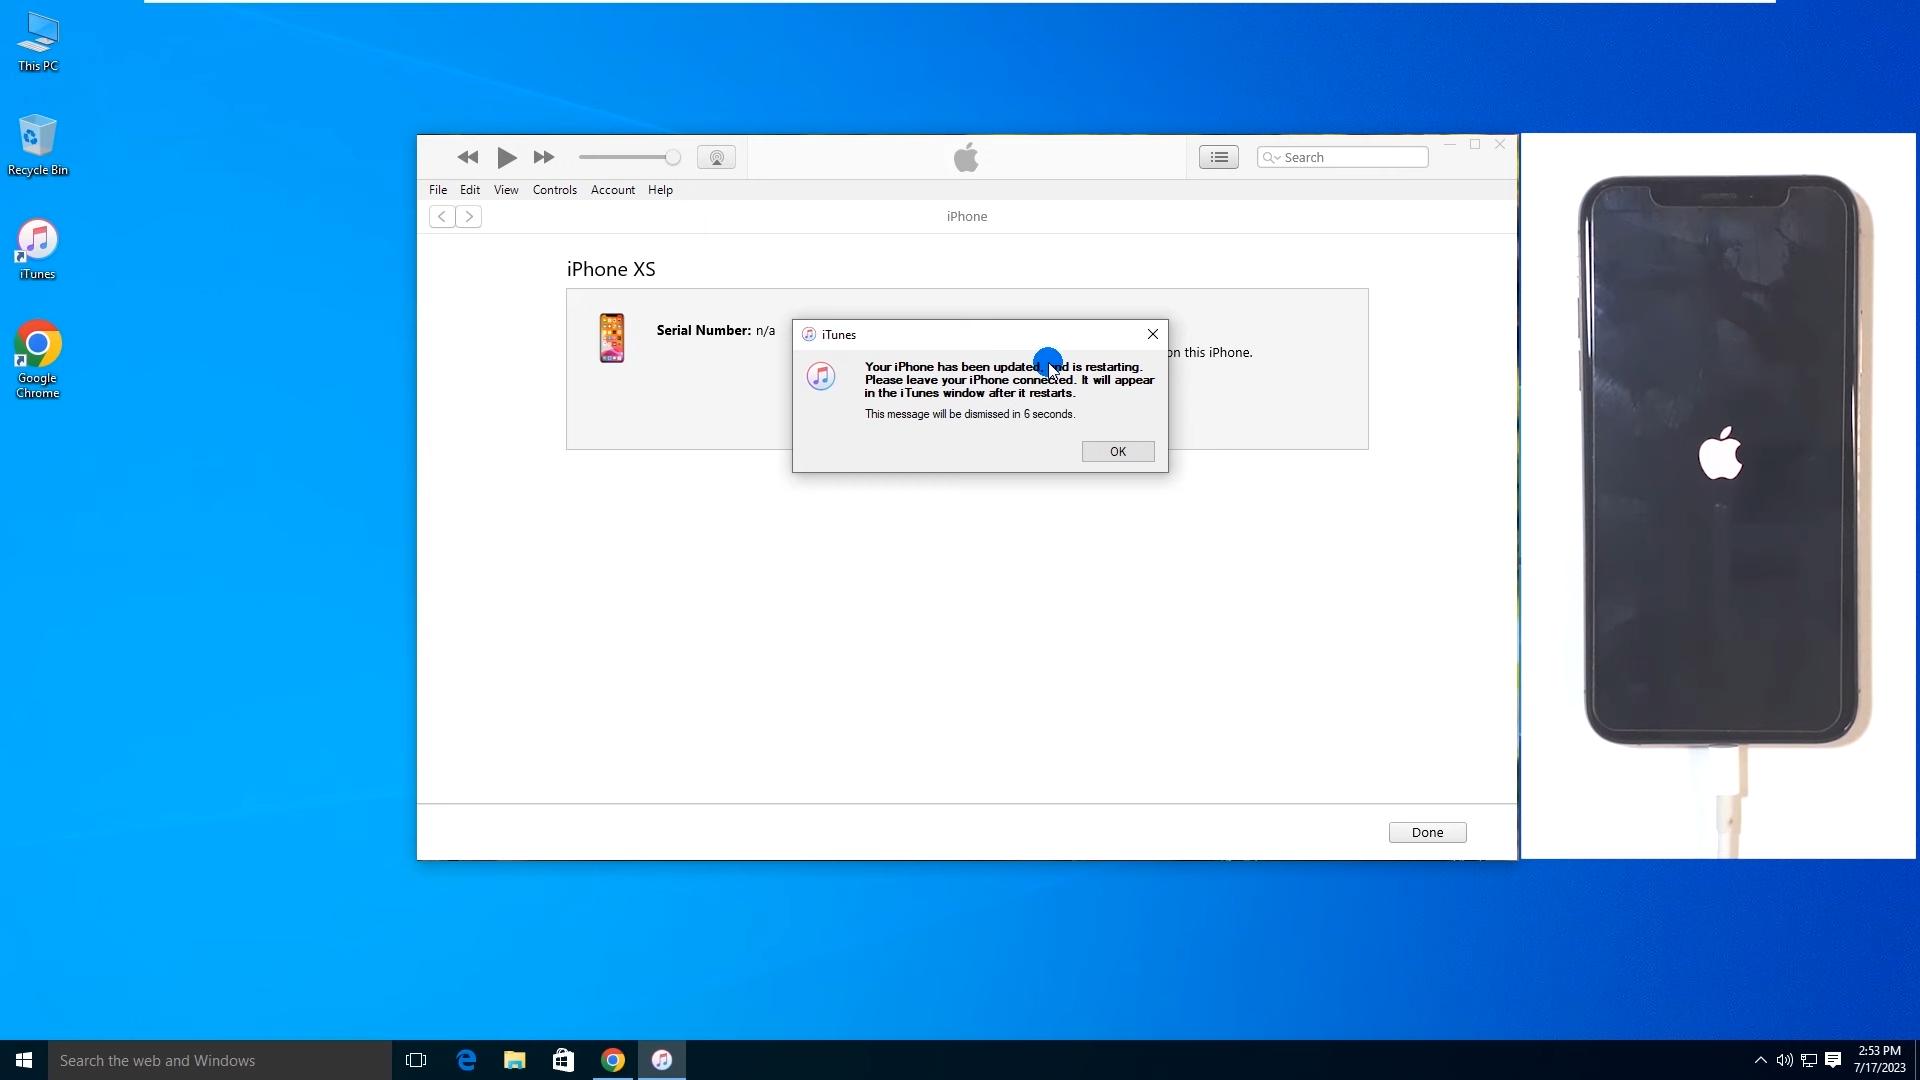 This PC
Recycle Bin
iTunes
Google
Chrome
Search
File Edit View Controls Account Help
iPhone
iPhone XS
Serial Number: n/a
on this iPhone.
iTunes
Your iPhone has been updated, and is restarting.
Please leave your iPhone connected. It will appear
in the iTunes window after it restarts.
This message will be dismissed in 6 seconds.
OK
Done
Search the web and Windows
2:53 PM
7/17/2023